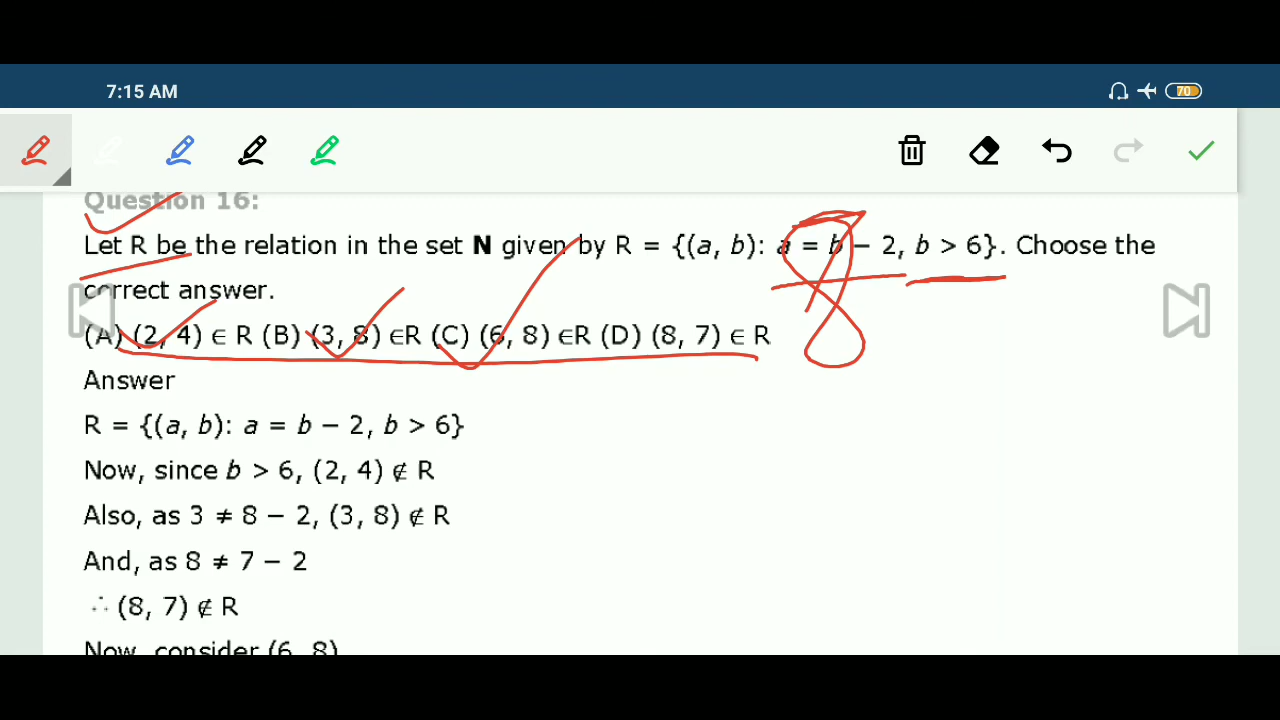 7:15 AM
70
Question 16:
Let R be the relation in the set N given by R = {(a, b): a = b − 2, b > 6}. Choose the
correct answer.
(A) (2, 4) ∈ R (B) (3, 8) ∈R (C) (6, 8) ∈R (D) (8, 7) ∈ R
8
Answer
R = {(a, b): a = b − 2, b > 6}
Now, since b > 6, (2, 4) ∉ R
Also, as 3 ≠ 8 − 2, (3, 8) ∉ R
And, as 8 ≠ 7 − 2
∴ (8, 7) ∉ R
Now, consider (6, 8)